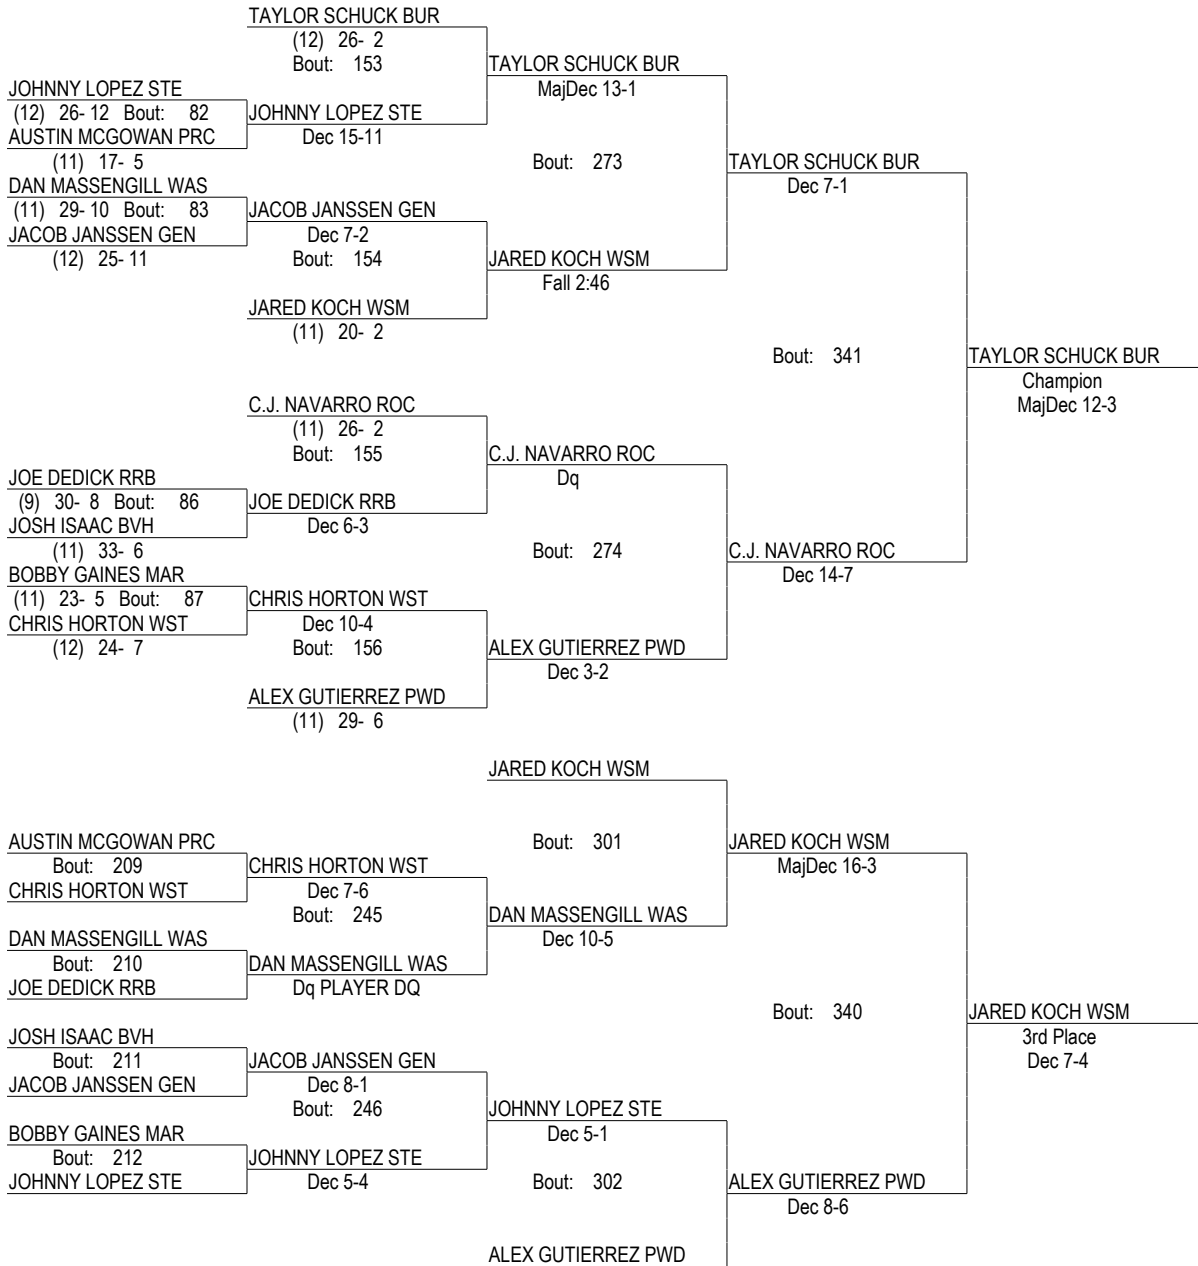 TAYLOR SCHUCK BUR
(12) 26- 2
Bout: 153
TAYLOR SCHUCK BUR
MajDec 13-1
JOHNNY LOPEZ STE
(12) 26- 12 Bout: 82
JOHNNY LOPEZ STE
AUSTIN MCGOWAN PRC
Dec 15-11
(11) 17- 5
Bout: 273
TAYLOR SCHUCK BUR
Dec 7-1
DAN MASSENGILL WAS
(11) 29- 10 Bout: 83
JACOB JANSSEN GEN
JACOB JANSSEN GEN
Dec 7-2
(12) 25- 11
Bout: 154
JARED KOCH WSM
Fall 2:46
JARED KOCH WSM
(11) 20- 2
Bout: 341
TAYLOR SCHUCK BUR
Champion
MajDec 12-3
C.J. NAVARRO ROC
(11) 26- 2
Bout: 155
C.J. NAVARRO ROC
Dq
JOE DEDICK RRB
(9) 30- 8 Bout: 86
JOE DEDICK RRB
JOSH ISAAC BVH
Dec 6-3
(11) 33- 6
Bout: 274
C.J. NAVARRO ROC
Dec 14-7
BOBBY GAINES MAR
(11) 23- 5 Bout: 87
CHRIS HORTON WST
CHRIS HORTON WST
Dec 10-4
(12) 24- 7
Bout: 156
ALEX GUTIERREZ PWD
Dec 3-2
ALEX GUTIERREZ PWD
(11) 29- 6
JARED KOCH WSM
Bout: 301
JARED KOCH WSM
MajDec 16-3
AUSTIN MCGOWAN PRC
Bout: 209
CHRIS HORTON WST
CHRIS HORTON WST
Dec 7-6
Bout: 245
DAN MASSENGILL WAS
Dec 10-5
DAN MASSENGILL WAS
Bout: 210
DAN MASSENGILL WAS
JOE DEDICK RRB
Dq PLAYER DQ
Bout: 340
JARED KOCH WSM
3rd Place
Dec 7-4
JOSH ISAAC BVH
Bout: 211
JACOB JANSSEN GEN
JACOB JANSSEN GEN
Dec 8-1
Bout: 246
JOHNNY LOPEZ STE
Dec 5-1
BOBBY GAINES MAR
Bout: 212
JOHNNY LOPEZ STE
JOHNNY LOPEZ STE
Dec 5-4
Bout: 302
ALEX GUTIERREZ PWD
Dec 8-6
ALEX GUTIERREZ PWD